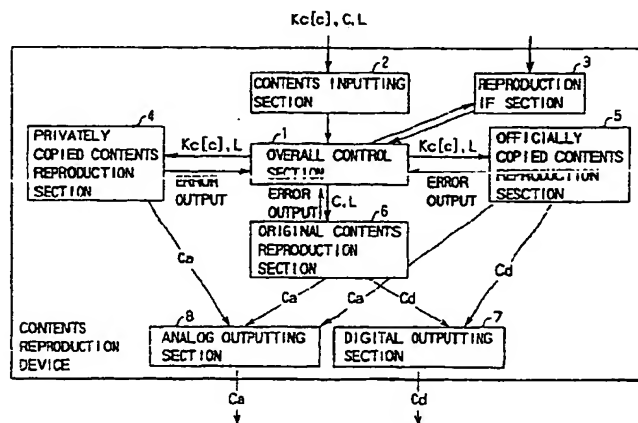 Kc[c], C, L
2
3
CONTENTS INPUTTING
SECTION
REPRODUCTION
IF SECTION
4
PRIVATELY
COPIED CONTENTS
REPRODUCTION
SECTION
Kc[c], L
ERROR
OUTPUT
1
OVERALL CONTROL
SECTION
Kc[c], L
ERROR
OUTPUT
5
OFFICIALLY
COPIED CONTENTS
REPRODUCTION
SESCTION
ERROR
OUTPUT
C, L
6
ORIGINAL CONTENTS
REPRODUCTION
SECTION
Ca
Ca
Ca
Cd
Cd
CONTENTS
REPRODUCTION
DEVICE
8
ANALOG OUTPUTTING
SECTION
7
DIGITAL OUTPUTTING
SECTION
Ca
Cd